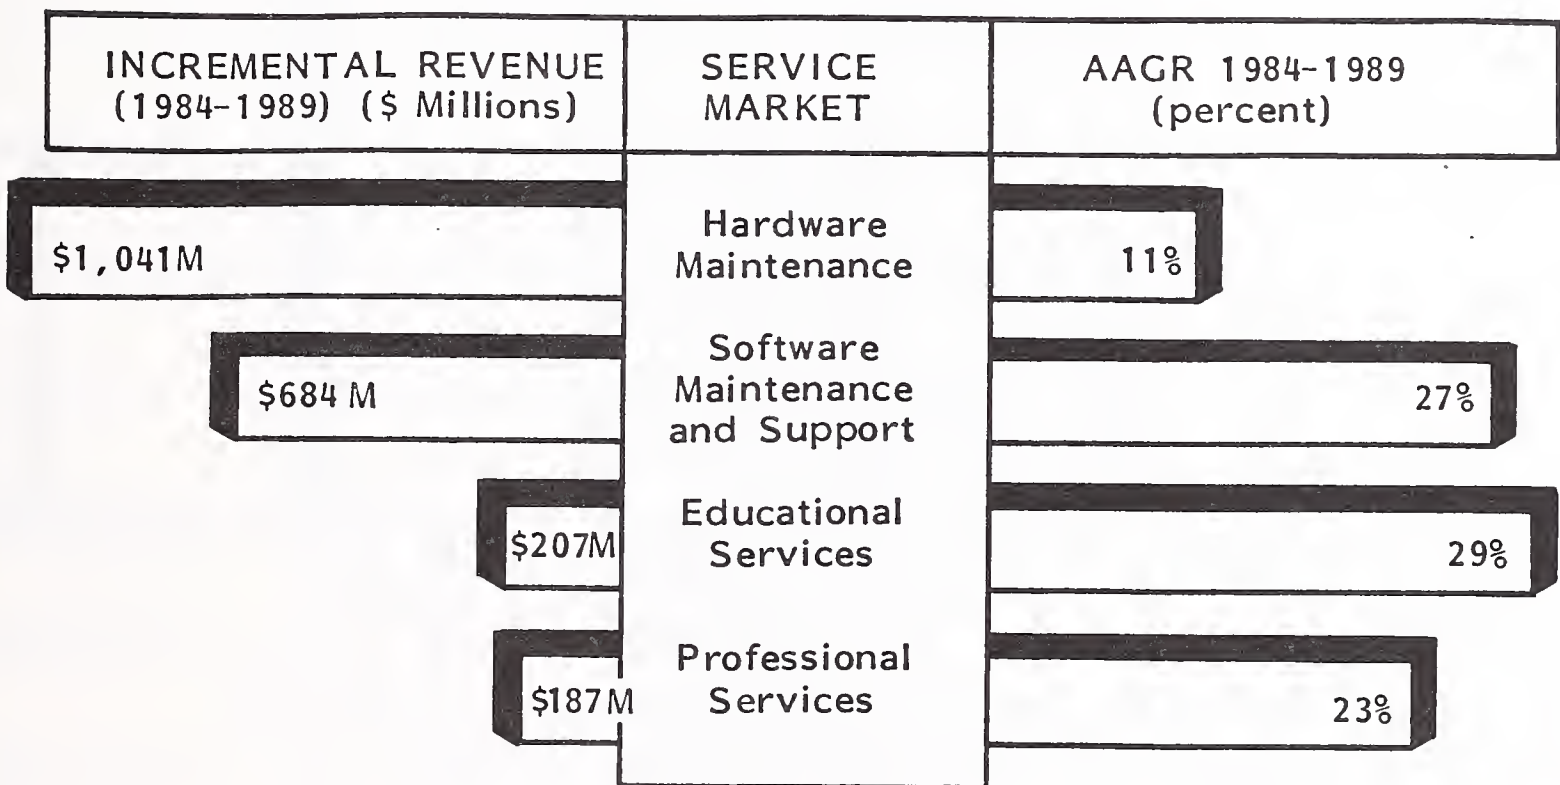 INCREMENTAL REVENUE
(1984-1989) ($ Millions)
SERVICE
MARKET
AAGR 1984-1989
(percent)
$1,041M
Hardware
Maintenance
11%
$684 M
Software
Maintenance
and Support
27%
$207M
Educational
Services
29%
$187M
Professional
Services
23%